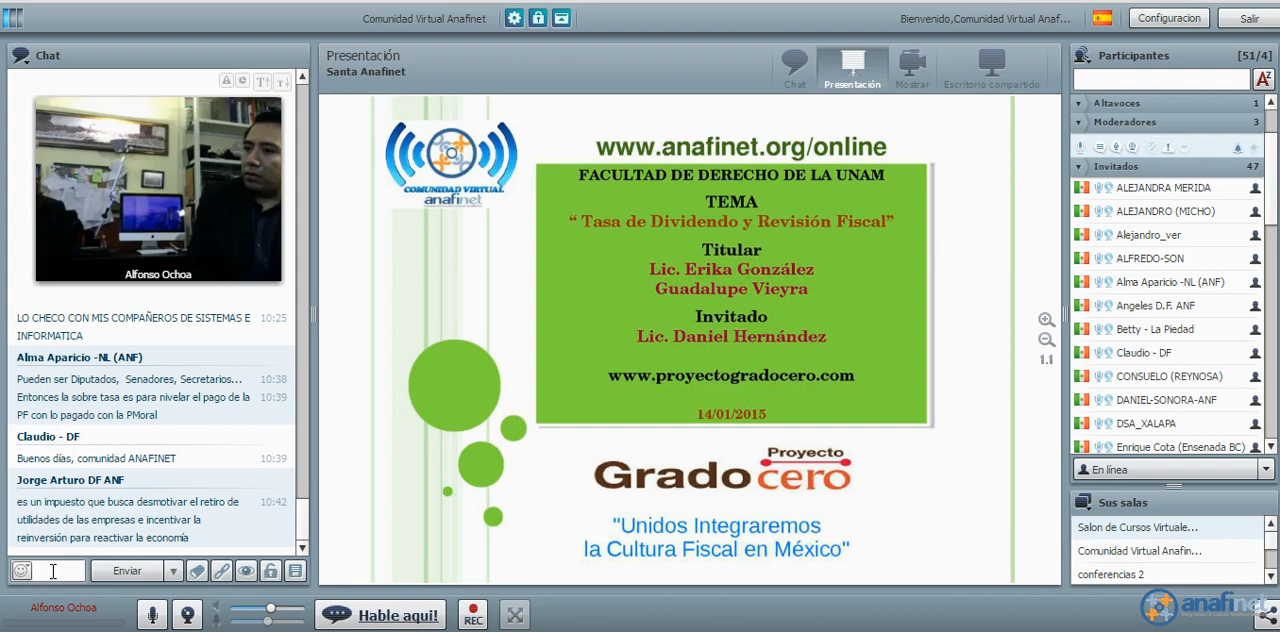 Comunidad Virtual Anafinet
Bienvenido,Comunidad Virtual Anaf...
Configuracion
Salir
Chat
Alfonso Ochoa
LO CHECO CON MIS COMPAÑEROS DE SISTEMAS E 10:25
INFORMATICA
Alma Aparicio -NL (ANF)
Pueden ser Diputados, Senadores, Secretarios... 10:38
Entonces la sobre tasa es para nivelar el pago de la 10:39
PF con lo pagado con la PMoral
Claudio - DF
Buenos días, comunidad ANAFINET 10:39
Jorge Arturo DF ANF
es un impuesto que busca desmotivar el retiro de 10:42
utilidades de las empresas e incentivar la
reinversión para reactivar la economía
Enviar
Presentación
Santa Anafinet
Chat
Presentación
Mostrar
Escritorio compartido
COMUNIDAD VIRTUAL
anafinet
www.anafinet.org/online
FACULTAD DE DERECHO DE LA UNAM
TEMA
“ Tasa de Dividendo y Revisión Fiscal”
Titular
Lic. Erika González
Guadalupe Vieyra
Invitado
Lic. Daniel Hernández
www.proyectogradocero.com
14/01/2015
Proyecto
Grado cero
"Unidos Integraremos
la Cultura Fiscal en México"
1.1
Participantes [51/4]
AZ
Altavoces 1
Moderadores 3
Invitados 47
ALEJANDRA MERIDA
ALEJANDRO (MICHO)
Alejandro_ver
ALFREDO-SON
Alma Aparicio -NL (ANF)
Angeles D.F. ANF
Betty - La Piedad
Claudio - DF
CONSUELO (REYNOSA)
DANIEL-SONORA-ANF
DSA_XALAPA
Enrique Cota (Ensenada BC)
En línea
Sus salas
Salon de Cursos Virtuale...
Comunidad Virtual Anafin...
conferencias 2
Alfonso Ochoa
Hable aqui!
REC
anafinet